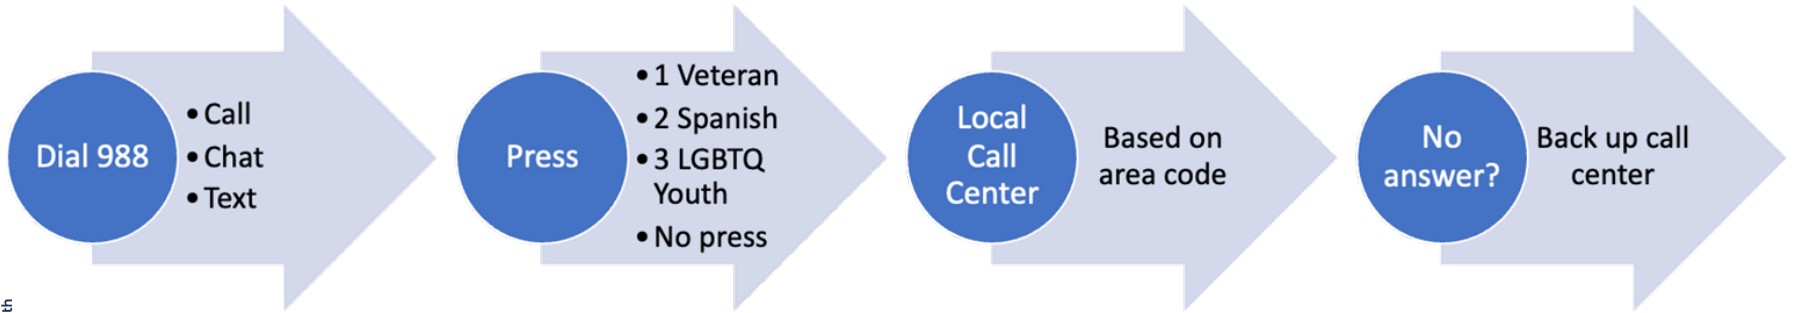 Dial 988
• Call
• Chat
• Text
Press
• 1 Veteran
• 2 Spanish
• 3 LGBTQ
Youth
• No press
Local
Call
Center
Based on
area code
No
answer?
Back up call
center
th